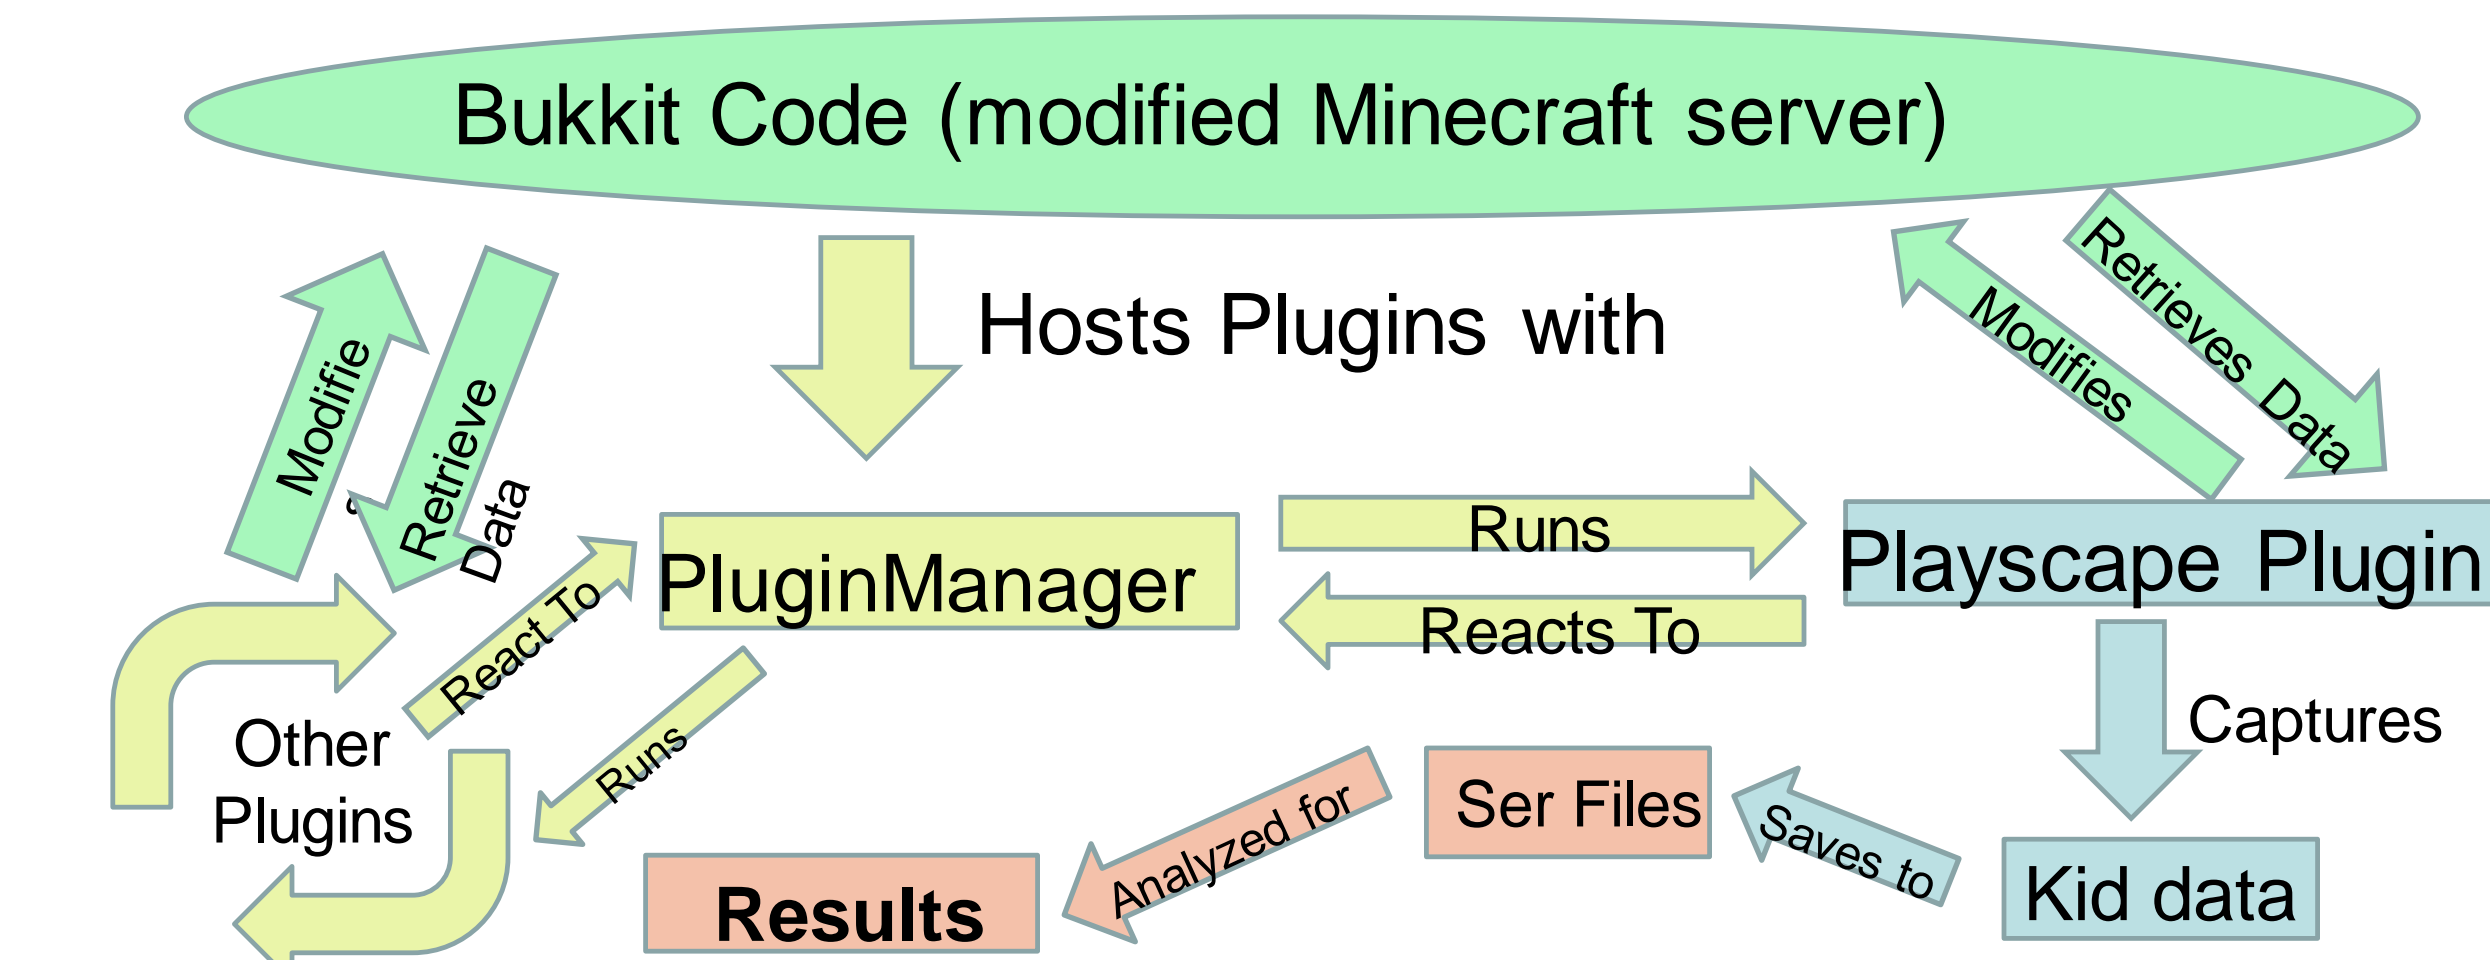 Bukkit Code (modified Minecraft server)
Hosts Plugins with
Modifie
s
Retrieve
Data
Modifies
Retrieves Data
React To
PluginManager
Runs
Reacts To
Playscape Plugin
Runs
Other
Plugins
Captures
Ser Files
Saves to
Kid data
Analyzed for
Results